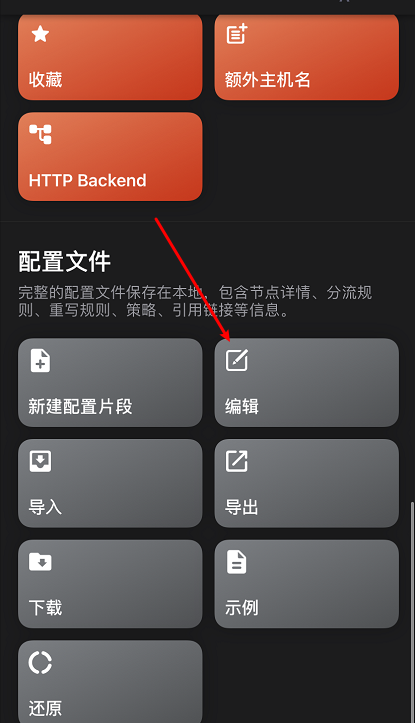 收藏
额外主机名
HTTP Backend
配置文件
完整的配置文件保存在本地，包含节点详情、分流规
则、重写规则、策略、引用链接等信息。
新建配置片段
编辑
导入
导出
下载
示例
还原